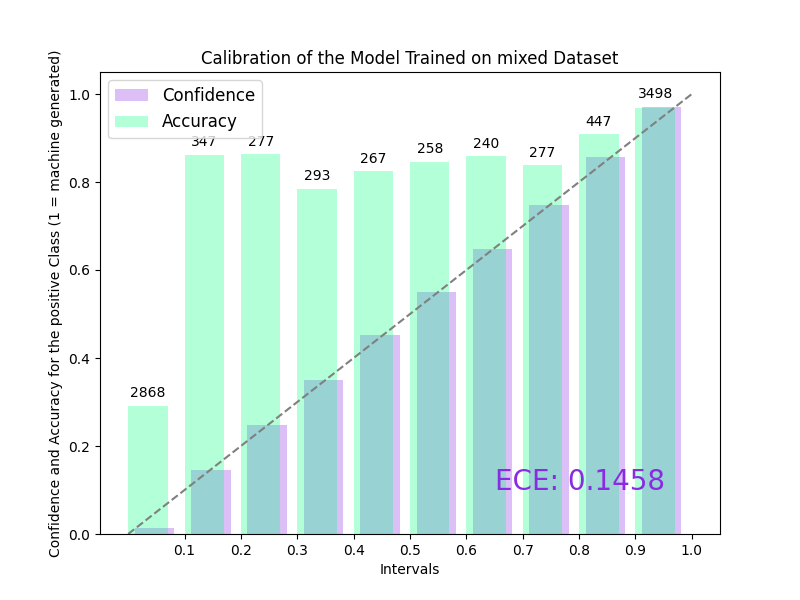 Calibration of the Model Trained on mixed Dataset
Confidence and Accuracy for the positive Class (1 = machine generated)
1.0
0.8
0.6
0.4
0.2
0.0
Confidence
Accuracy
2868
347
277
293
267
258
240
277
447
3498
ECE: 0.1458
0.1 0.2 0.3 0.4 0.5 0.6 0.7 0.8 0.9 1.0
Intervals